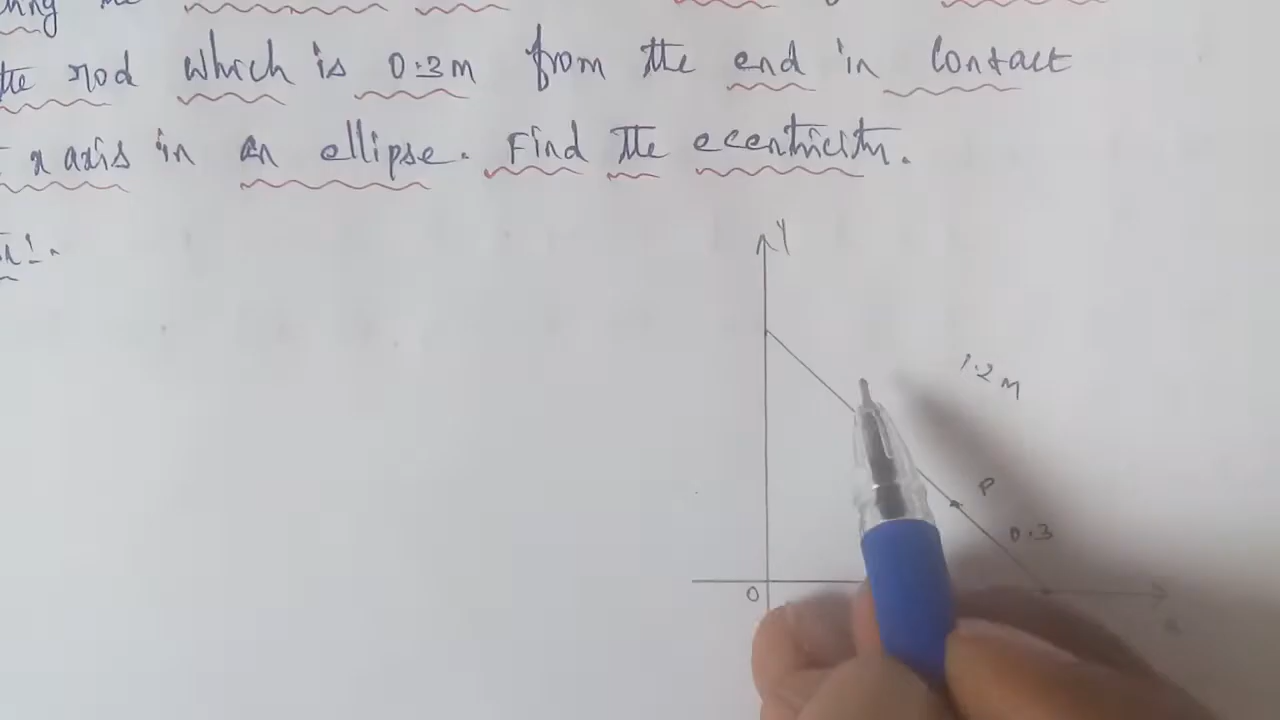 the rod which is 0.3m from the end in contact
x axis in an ellipse. Find the ecentricity.
Y
1.2 m
P
0.3
O